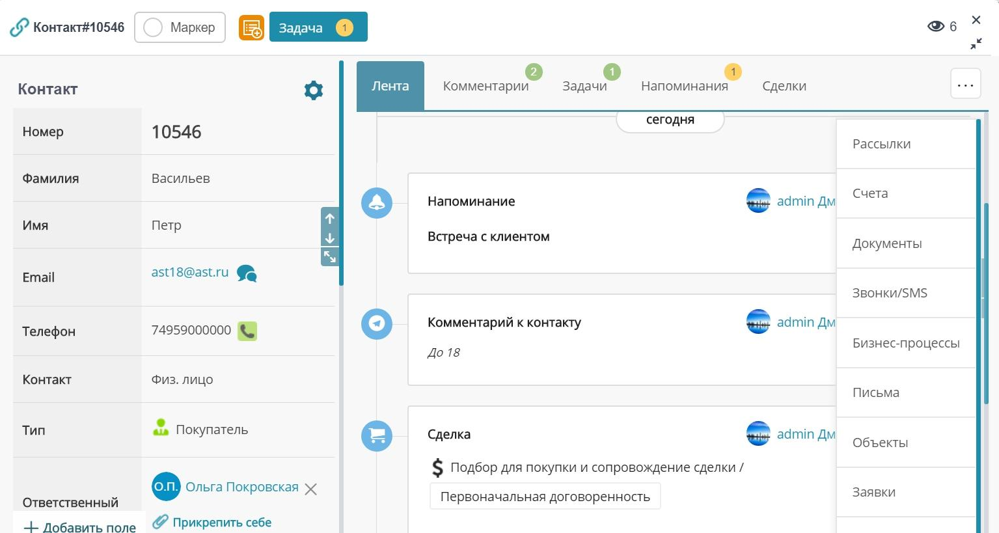 Контакт#10546
Маркер
Задача 1
6
Контакт
Номер 10546
Фамилия Васильев
Имя Петр
Email ast18@ast.ru
Телефон 74959000000
Контакт Физ. лицо
Тип Покупатель
Ответственный
О.П. Ольга Покровская
Прикрепить себе
Добавить поле
Лента
Комментарии 2
Задачи 1
Напоминания 1
Сделки
...
сегодня
Напоминание
admin Дм
Встреча с клиентом
Комментарий к контакту
admin Дм
До 18
Сделка
admin Дм
$ Подбор для покупки и сопровождение сделки /
Первоначальная договоренность
Рассылки
Счета
Документы
Звонки/SMS
Бизнес-процессы
Письма
Объекты
Заявки